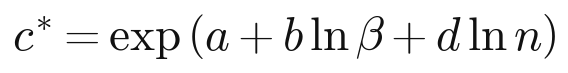 c* = exp (a + b ln β + d ln n)